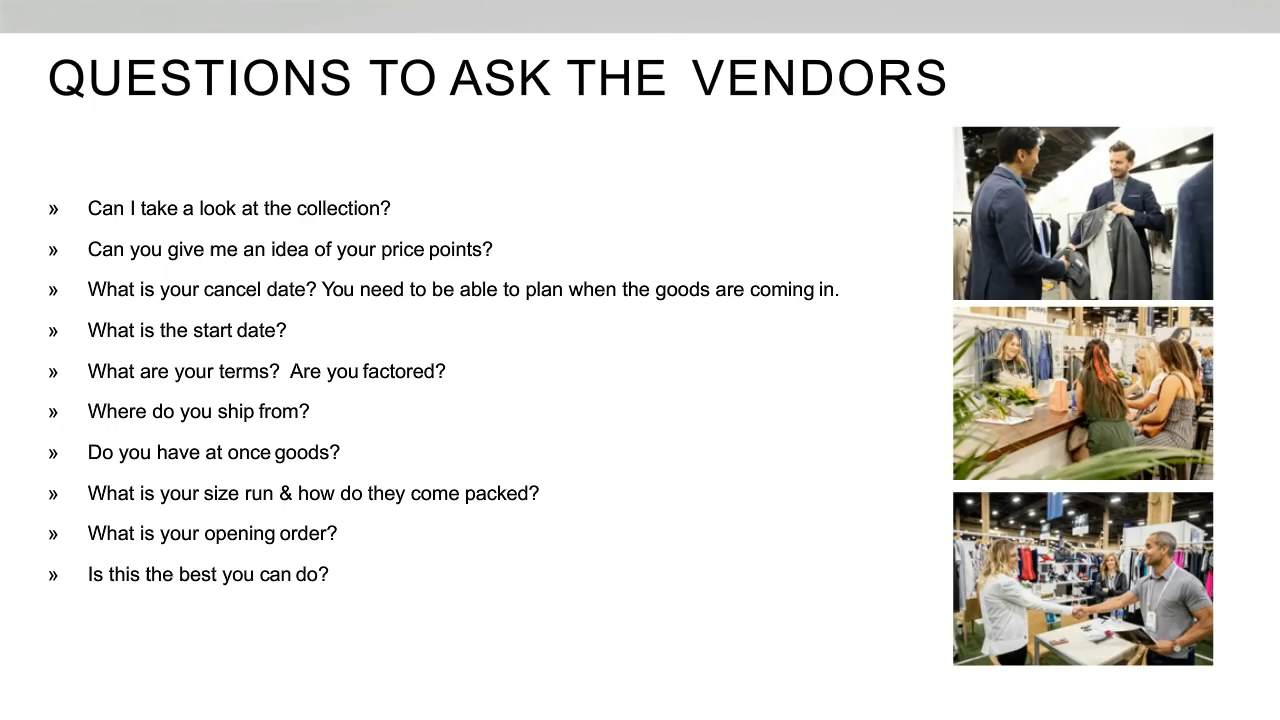 QUESTIONS TO ASK THE VENDORS
» Can I take a look at the collection?
» Can you give me an idea of your price points?
» What is your cancel date? You need to be able to plan when the goods are coming in.
» What is the start date?
» What are your terms? Are you factored?
» Where do you ship from?
» Do you have at once goods?
» What is your size run & how do they come packed?
» What is your opening order?
» Is this the best you can do?